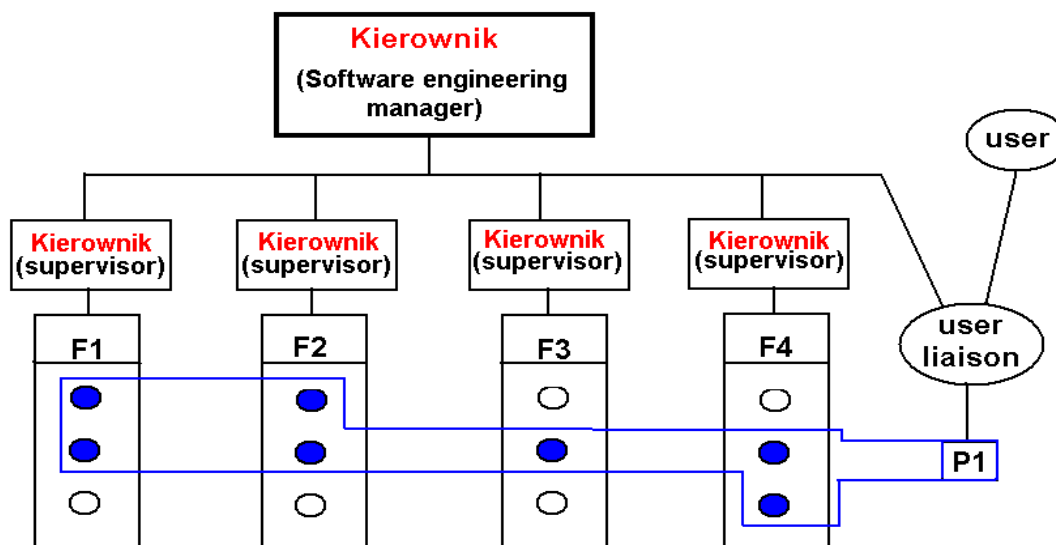 Kierownik
(Software engineering
manager)
user
Kierownik
(supervisor)
Kierownik
(supervisor)
Kierownik
(supervisor)
Kierownik
(supervisor)
user
liaison
F1
F2
F3
F4
P1